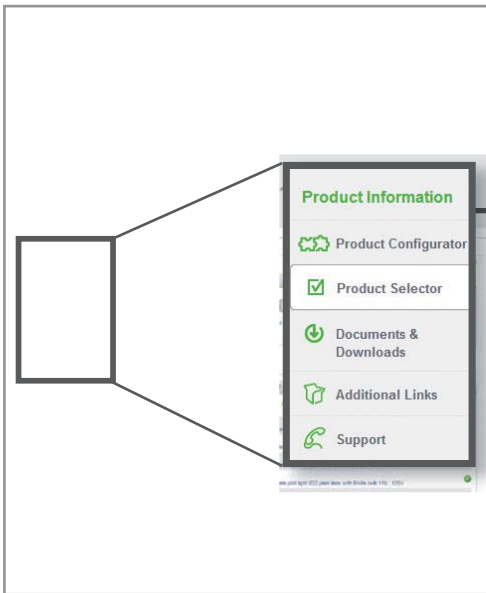 Product Information
Product Configurator
Product Selector
Documents &
Downloads
Additional Links
Support